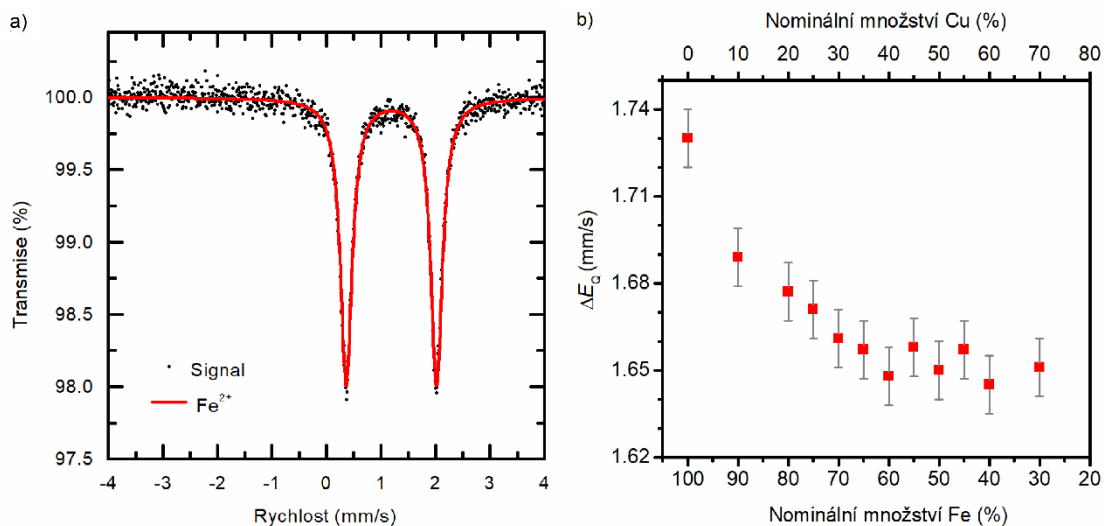 a)
Transmise (%)
100.0
99.5
99.0
98.5
98.0
97.5
Signal
Fe²⁺
-4 -3 -2 -1 0 1 2 3 4
Rychlost (mm/s)
b)
Nominální množství Cu (%)
0 10 20 30 40 50 60 70 80
ΔE_Q (mm/s)
1.74
1.71
1.68
1.65
1.62
100 90 80 70 60 50 40 30 20
Nominální množství Fe (%)